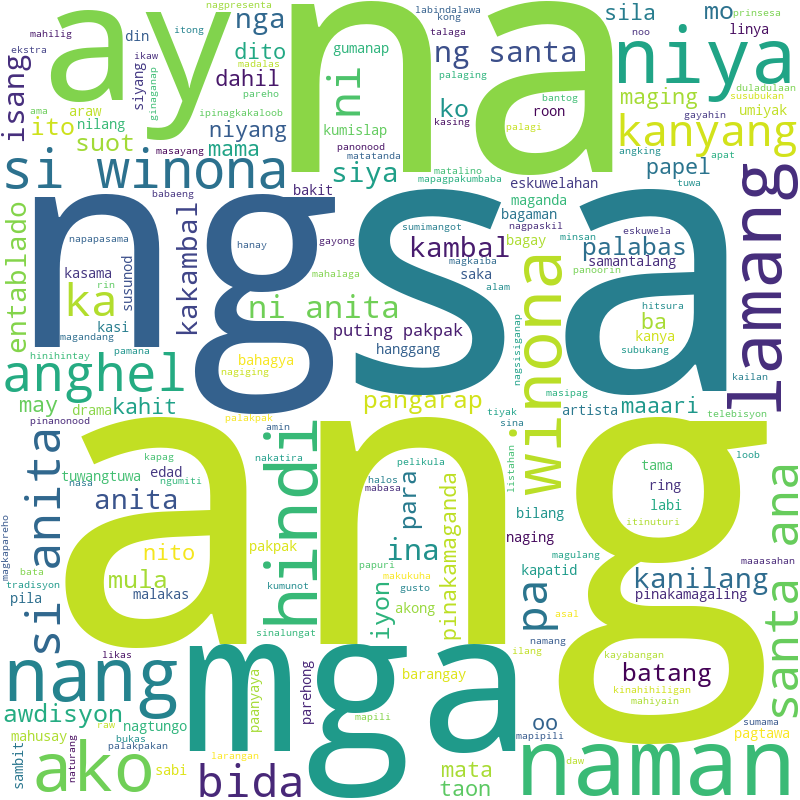 nagpresenta labindalawa kong itong prinsesa
mahilig ay na nga sila mo
ekstra din ikaw dito ng santa talaga noo linya
isang siyang ginaganap madalas gumanap palaging niya
pareho dahil ni ko bantog duladulaan
ama araw ipinagkakaloob roon maging susubukan
ito nilang niyang kumislap kasing umiyak gayahin
suot masayang mama panonood palagi kanyang
si winona siya matatanda matalino angking apat
babaeng bakit mapagpakumbaba eskuwelahan papel tuwa lamang
maganda
entablado ng sa sumimangot nagpaskil bagaman minsan eskuwela
napapasama hanay gayong kambal bagay palabas
kasama kakambal magkaiba samantalang
susunod mahalaga saka alam panoorin
ka rin ni anita winona ba hitsura
kasi puting pakpak kanya
magandang hanggang nagsisiganap subukang
hinihintay pamana bahagya
anghel nagiging masipag kailan
may drama kahit pangarap artista maaari
pinanonood palakpak tiyak sina telebisyon
si anita ang amin listahan loob
kapag nakatira pelikula tama
tuwangtuwa edad hindi halos para ring
nasa ngumiti mabasa labi
magkapareho anita pakpak bilang itinuturi santa ana
nito papuri ina pinakamaganda naging magulang
bata mula makukuha kapatid maaasahan
tradisyon malakas kumunot gusto pa kanilang
pila iyon akong pinakamagaling
sinalungat namang asal
likas ilang kayabangan
nang mga barangay batang
paanyaya parehong kinahihiligan
awdisyon mapili mahiyain
mahusay raw nagtungo oo sumama
bukas mapipili pagtawa
sambit palakpakan naman
ako naturang sabi larangan bida mata daw
taon